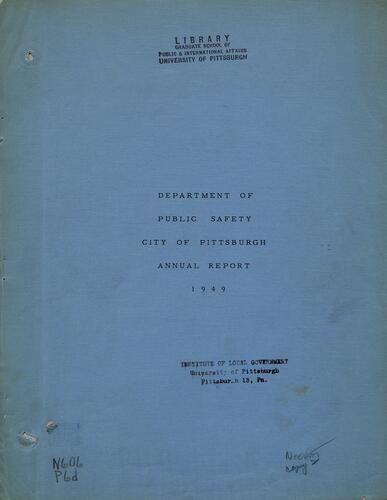 LIBRARY
GRADUATE SCHOOL OF
PUBLIC & INTERNATIONAL AFFAIRS
UNIVERSITY OF PITTSBURGH
DEPARTMENT OF
PUBLIC SAFETY
CITY OF PITTSBURGH
ANNUAL REPORT
1949
INSTITUTE OF LOCAL GOVERNMENT
University of Pittsburgh
Pittsburgh 13, Pa.
N606
P6d
copy